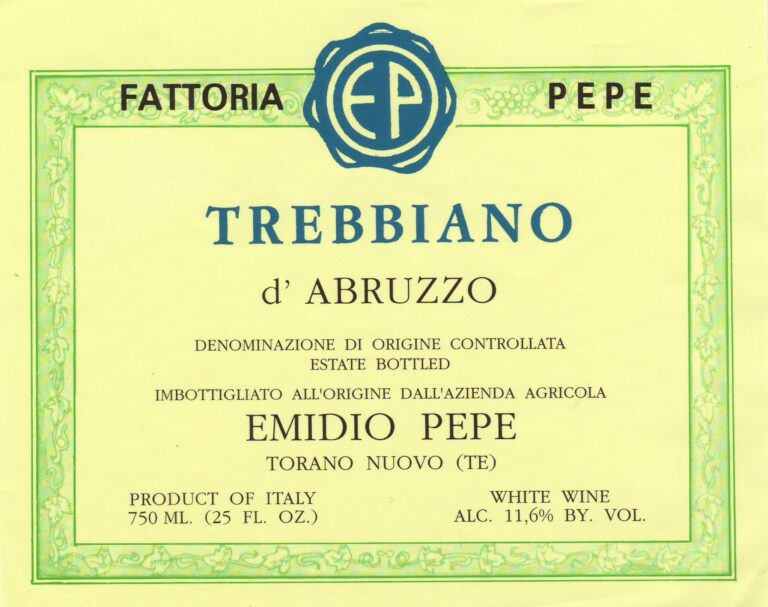 FATTORIA EP PEPE
TREBBIANO
d' ABRUZZO
DENOMINAZIONE DI ORIGINE CONTROLLATA
ESTATE BOTTLED
IMBOTTIGLIATO ALL'ORIGINE DALL'AZIENDA AGRICOLA
EMIDIO PEPE
TORANO NUOVO (TE)
PRODUCT OF ITALY
750 ML. (25 FL. OZ.)
WHITE WINE
ALC. 11,6% BY. VOL.